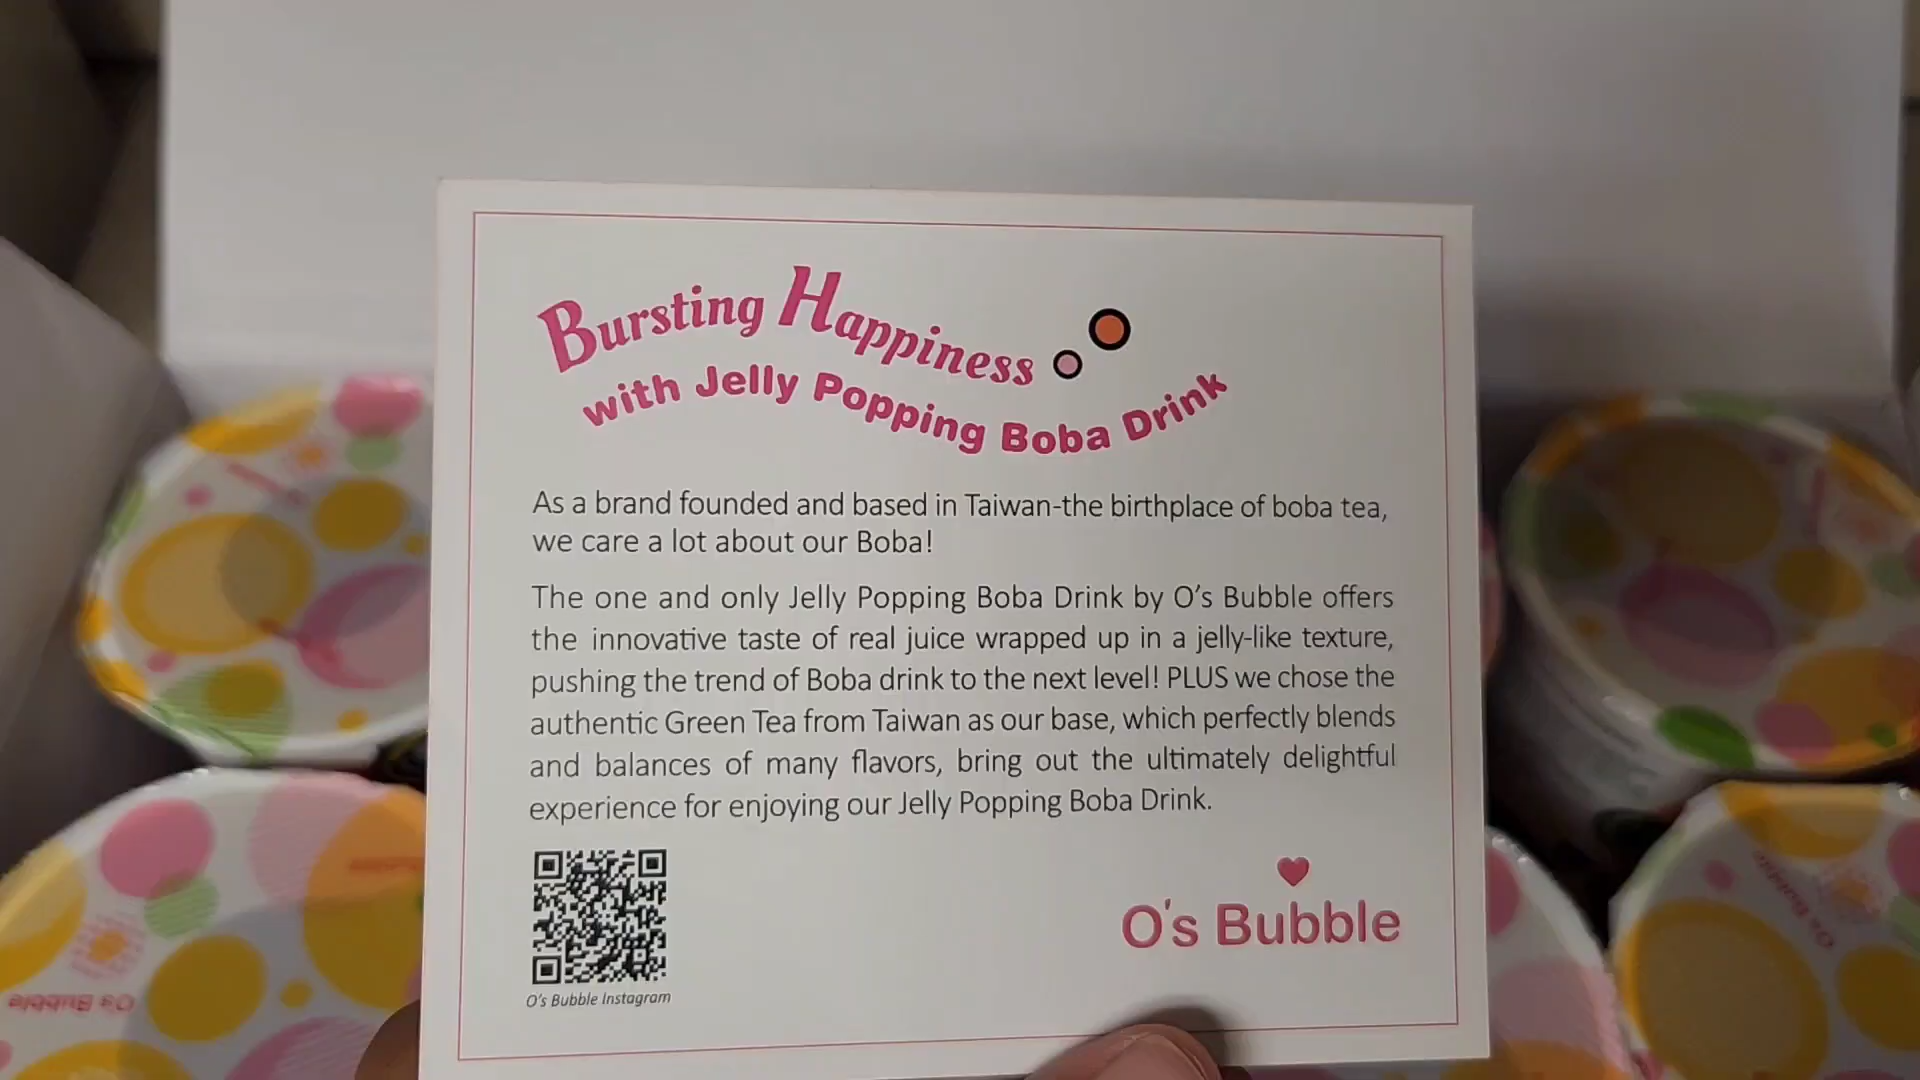 Bursting Happiness
with Jelly Popping Boba Drink
As a brand founded and based in Taiwan-the birthplace of boba tea,
we care a lot about our Boba!
The one and only Jelly Popping Boba Drink by O's Bubble offers
the innovative taste of real juice wrapped up in a jelly-like texture,
pushing the trend of Boba drink to the next level! PLUS we chose the
authentic Green Tea from Taiwan as our base, which perfectly blends
and balances of many flavors, bring out the ultimately delightful
experience for enjoying our Jelly Popping Boba Drink.
O's Bubble
O's Bubble Instagram
O's Bubble
O's Bubble